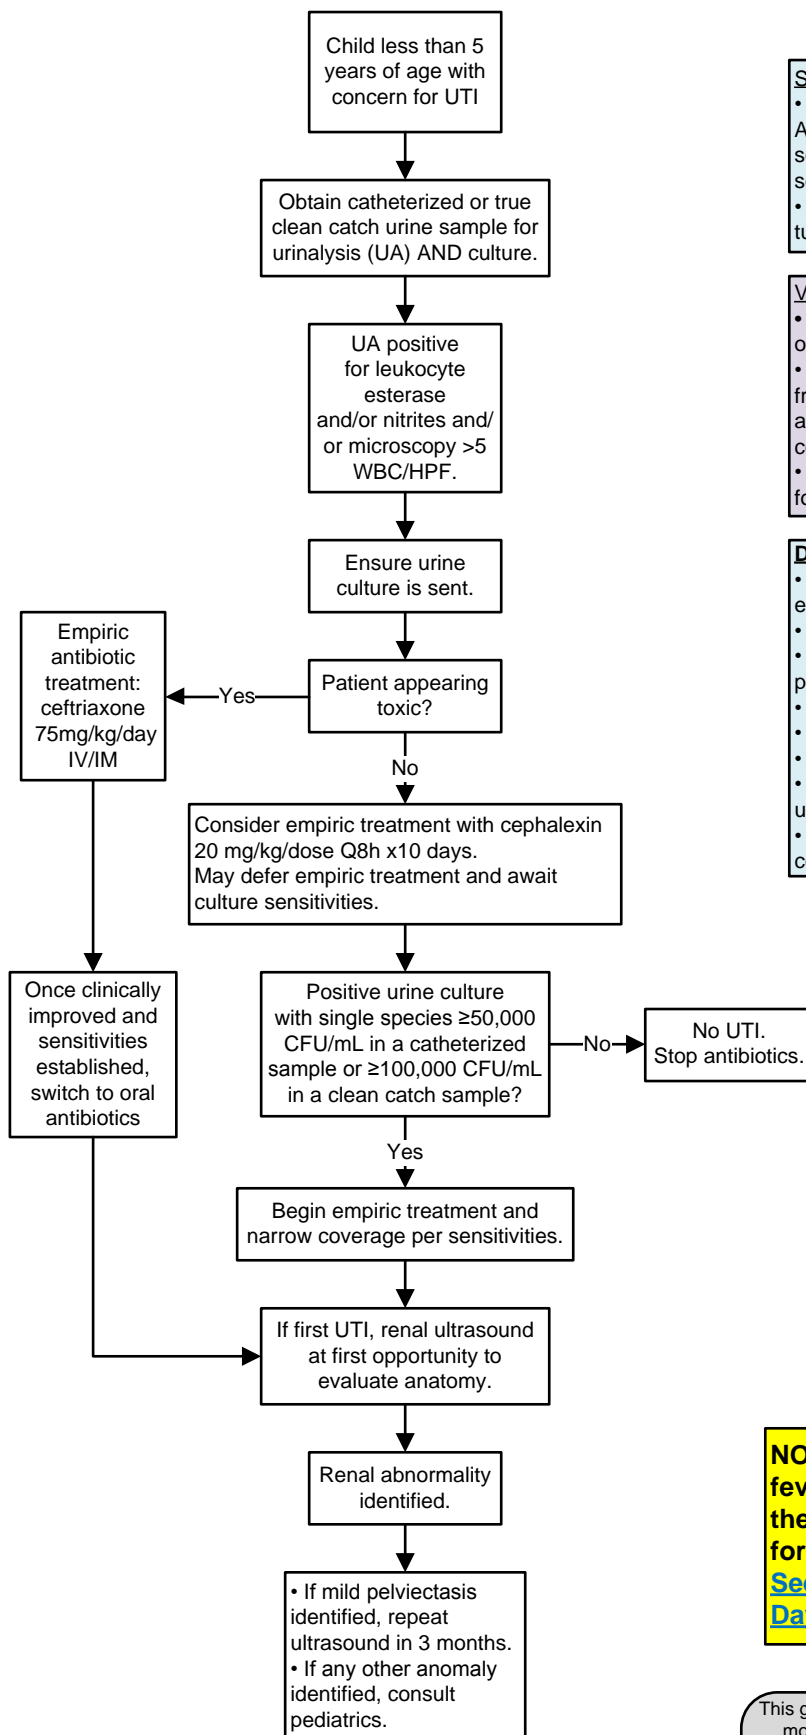 Child less than 5
years of age with
concern for UTI
Obtain catheterized or true
clean catch urine sample for
urinalysis (UA) AND culture.
UA positive
for leukocyte
esterase
and/or nitrites and/
or microscopy >5
WBC/HPF.
Ensure urine
culture is sent.
Patient appearing
toxic?
Yes
Empiric
antibiotic
treatment:
ceftriaxone
75mg/kg/day
IV/IM
No
Consider empiric treatment with cephalexin
20 mg/kg/dose Q8h x10 days.
May defer empiric treatment and await
culture sensitivities.
Once clinically
improved and
sensitivities
established,
switch to oral
antibiotics
Positive urine culture
with single species ≥50,000
CFU/mL in a catheterized
sample or ≥100,000 CFU/mL
in a clean catch sample?
No
No UTI.
Stop antibiotics.
Yes
Begin empiric treatment and
narrow coverage per sensitivities.
If first UTI, renal ultrasound
at first opportunity to
evaluate anatomy.
Renal abnormality
identified.
• If mild pelviectasis
identified, repeat
ultrasound in 3 months.
• If any other anomaly
identified, consult
pediatrics.
the
This